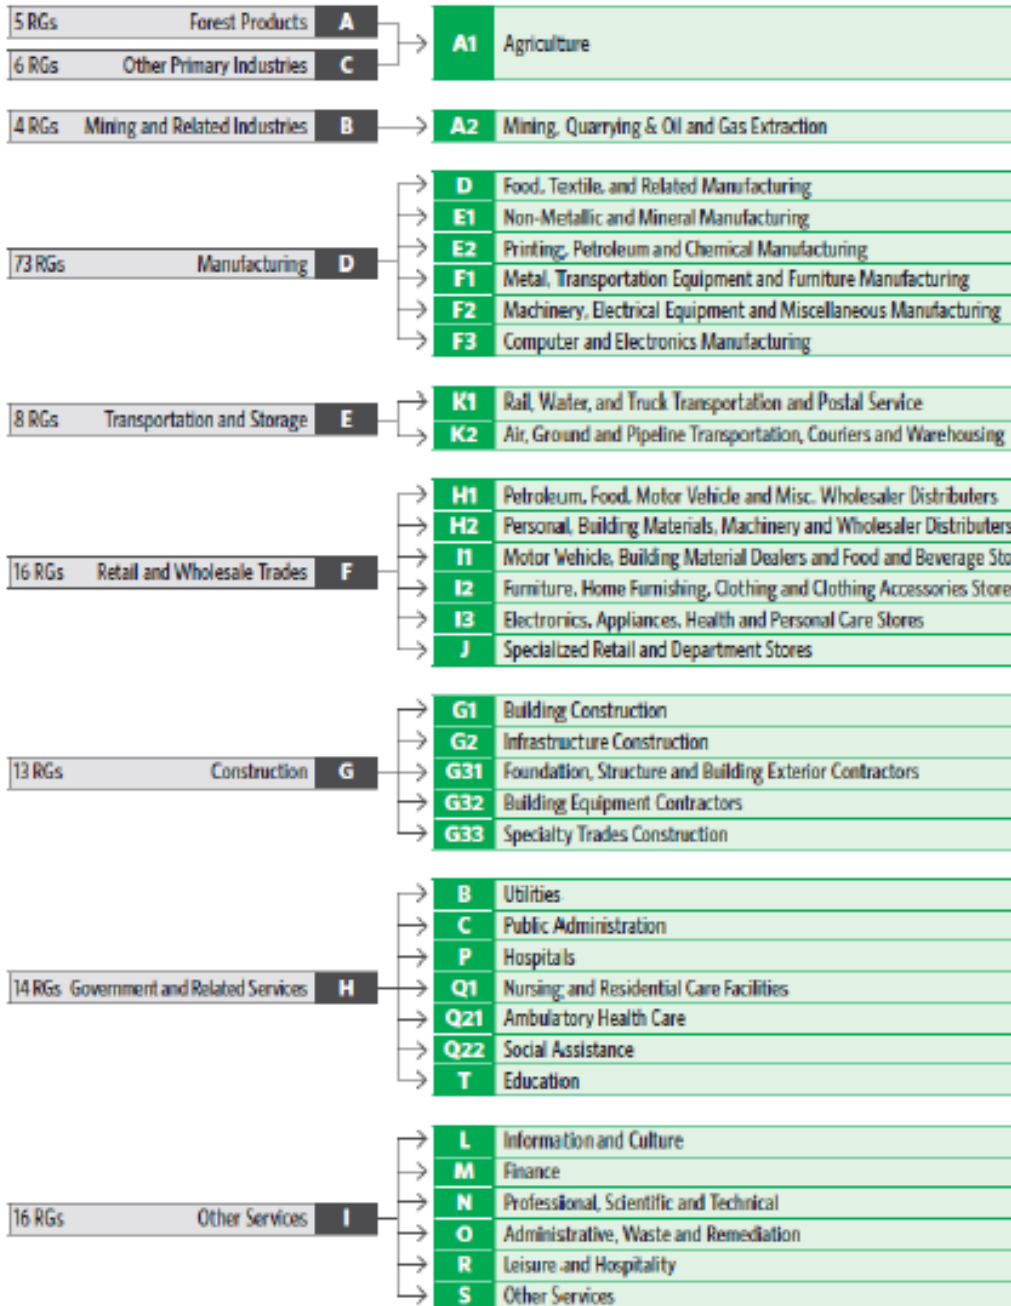 5 RGs Forest Products A
6 RGs Other Primary Industries C
A1 Agriculture
4 RGs Mining and Related Industries B
A2 Mining, Quarrying & Oil and Gas Extraction
73 RGs Manufacturing D
D Food, Textile, and Related Manufacturing
E1 Non-Metallic and Mineral Manufacturing
E2 Printing, Petroleum and Chemical Manufacturing
F1 Metal, Transportation Equipment and Furniture Manufacturing
F2 Machinery, Electrical Equipment and Miscellaneous Manufacturing
F3 Computer and Electronics Manufacturing
8 RGs Transportation and Storage E
K1 Rail, Water, and Truck Transportation and Postal Service
K2 Air, Ground and Pipeline Transportation, Couriers and Warehousing
16 RGs Retail and Wholesale Trades F
H1 Petroleum, Food, Motor Vehicle and Misc. Wholesaler Distributers
H2 Personal, Building Materials, Machinery and Wholesaler Distributers
I1 Motor Vehicle, Building Material Dealers and Food and Beverage Sto
I2 Furniture, Home Furnishing, Clothing and Clothing Accessories Store
I3 Electronics, Appliances, Health and Personal Care Stores
J Specialized Retail and Department Stores
13 RGs Construction G
G1 Building Construction
G2 Infrastructure Construction
G31 Foundation, Structure and Building Exterior Contractors
G32 Building Equipment Contractors
G33 Specialty Trades Construction
14 RGs Government and Related Services H
B Utilities
C Public Administration
P Hospitals
Q1 Nursing and Residential Care Facilities
Q21 Ambulatory Health Care
Q22 Social Assistance
T Education
16 RGs Other Services I
L Information and Culture
M Finance
N Professional, Scientific and Technical
O Administrative, Waste and Remediation
R Leisure and Hospitality
S Other Services